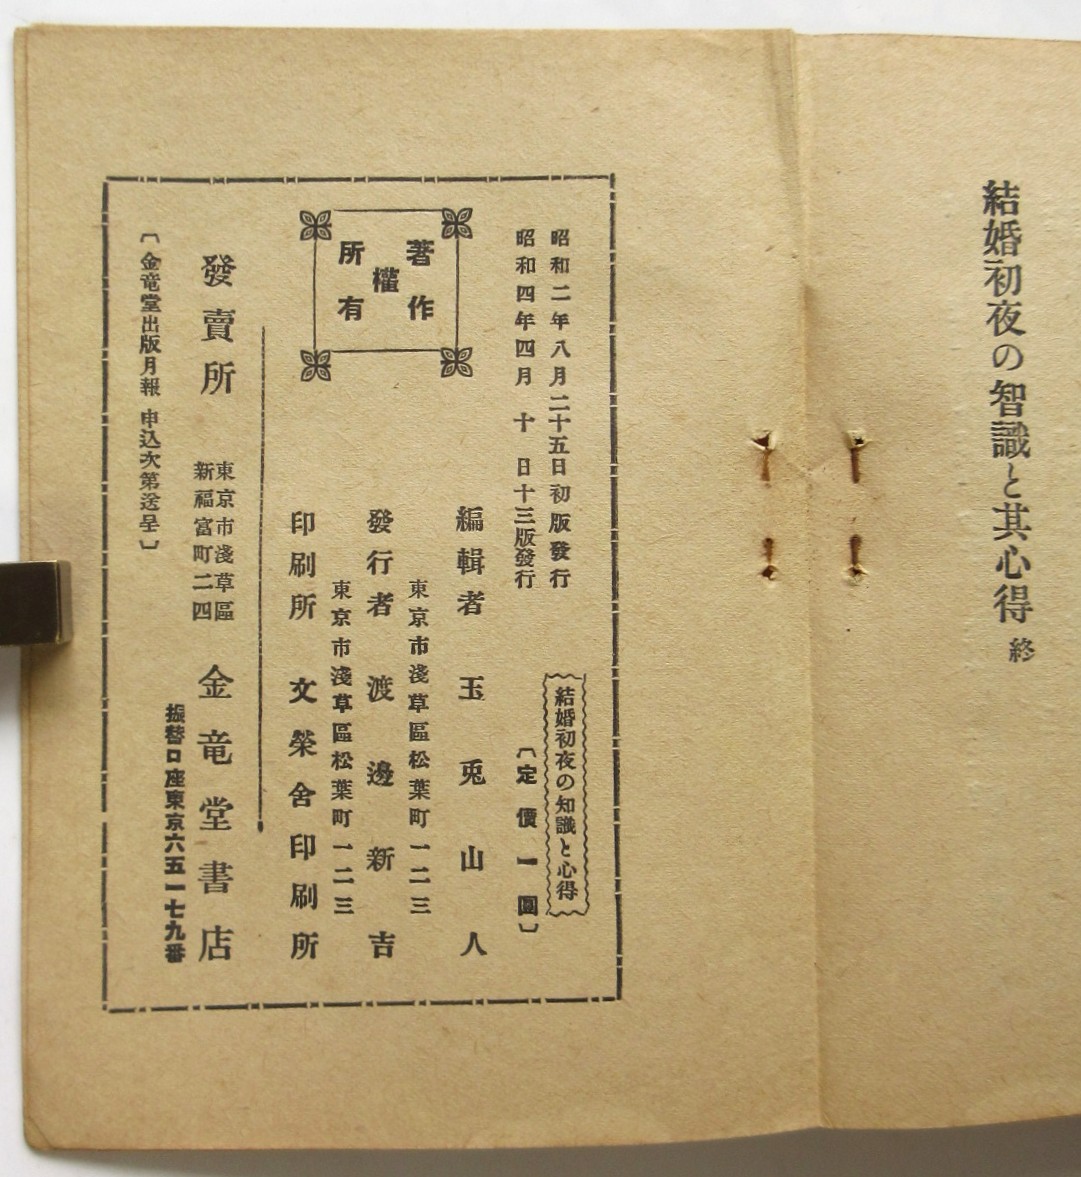 結婚初夜の智識と其心得 終
昭和二年八月二十五日初版發行
昭和四年四月十日十三版發行
結婚初夜の知識と心得
〔定價一圓〕
著作權所有
編輯者 玉兎山人
東京市淺草區松葉町一二三
發行者 渡邊新吉
東京市淺草區松葉町一二三
印刷所 文榮舍印刷所
發賣所
東京市淺草區
新福富町二四
金竜堂書店
振替口座東京六五一七九番
〔金竜堂出版月報 申込次第送呈〕